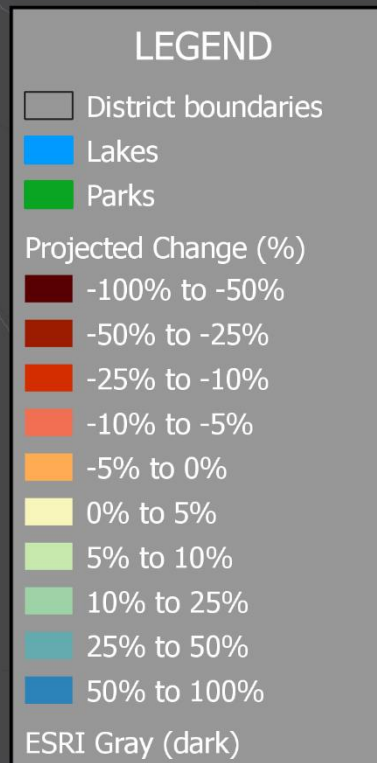 LEGEND
District boundaries
Lakes
Parks
Projected Change (%)
-100% to -50%
-50% to -25%
-25% to -10%
-10% to -5%
-5% to 0%
0% to 5%
5% to 10%
10% to 25%
25% to 50%
50% to 100%
ESRI Gray (dark)